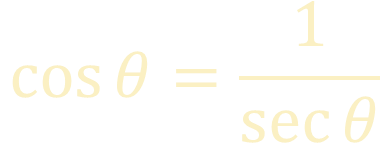 cos θ = 1 / sec θ